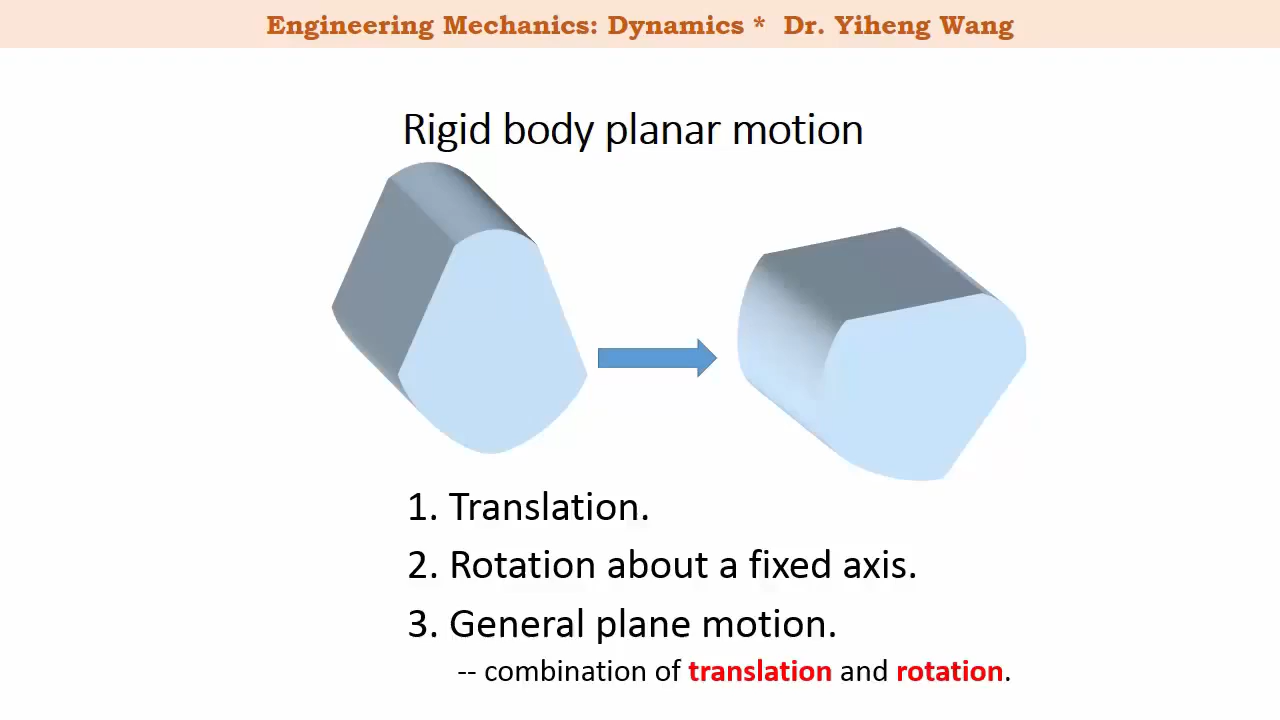 Engineering Mechanics: Dynamics * Dr. Yiheng Wang
Rigid body planar motion
1. Translation.
2. Rotation about a fixed axis.
3. General plane motion.
-- combination of translation and rotation.